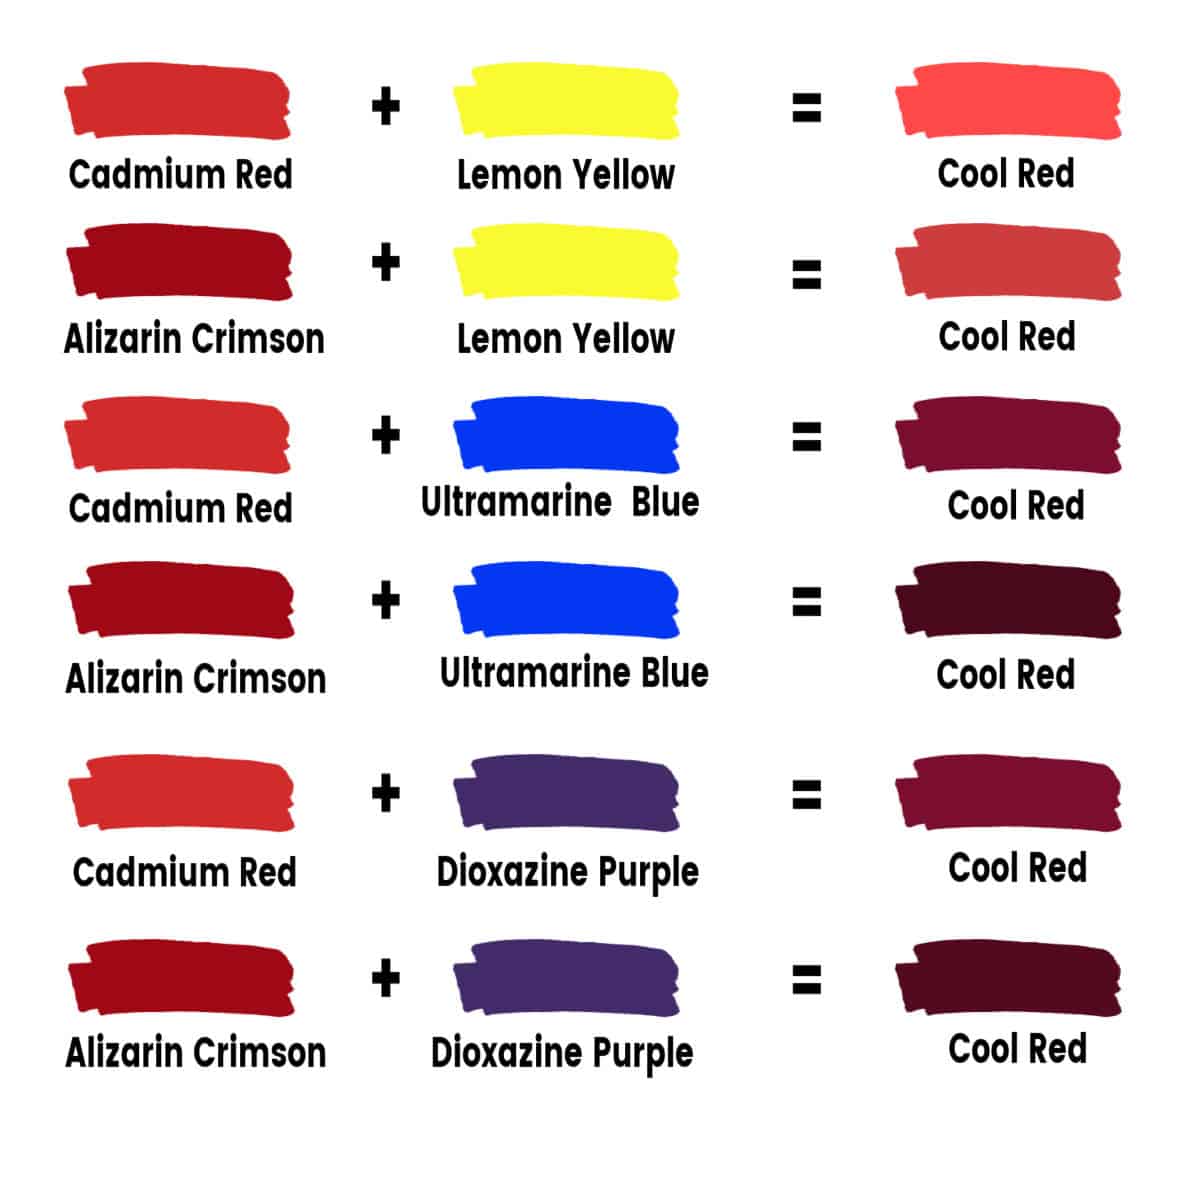 + =
Cadmium Red Lemon Yellow Cool Red
+ =
Alizarin Crimson Lemon Yellow Cool Red
+ =
Cadmium Red Ultramarine  Blue Cool Red
+ =
Alizarin Crimson Ultramarine Blue Cool Red
+ =
Cadmium Red Dioxazine Purple Cool Red
+ =
Alizarin Crimson Dioxazine Purple Cool Red